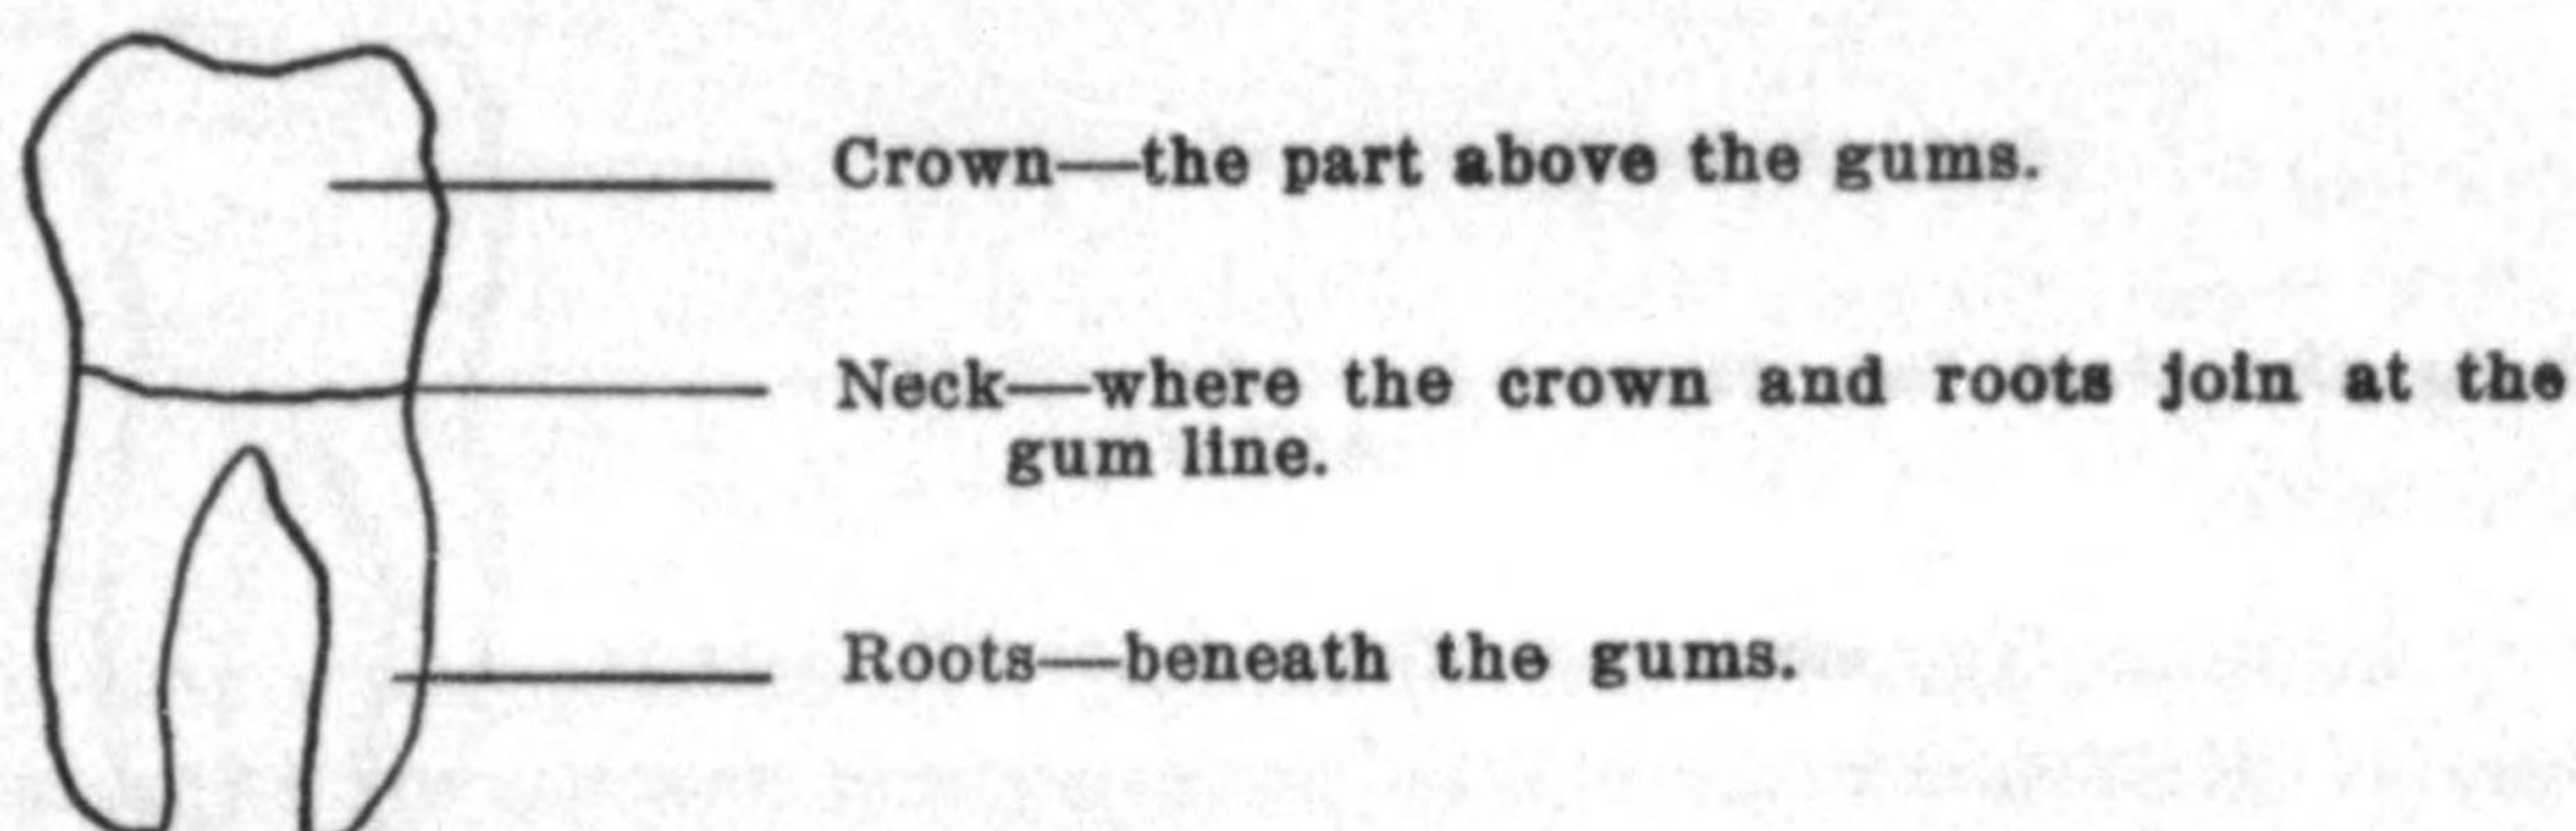 Crown—the part above the gums.
Neck—where the crown and roots join at the
gum line.
Roots—beneath the gums.